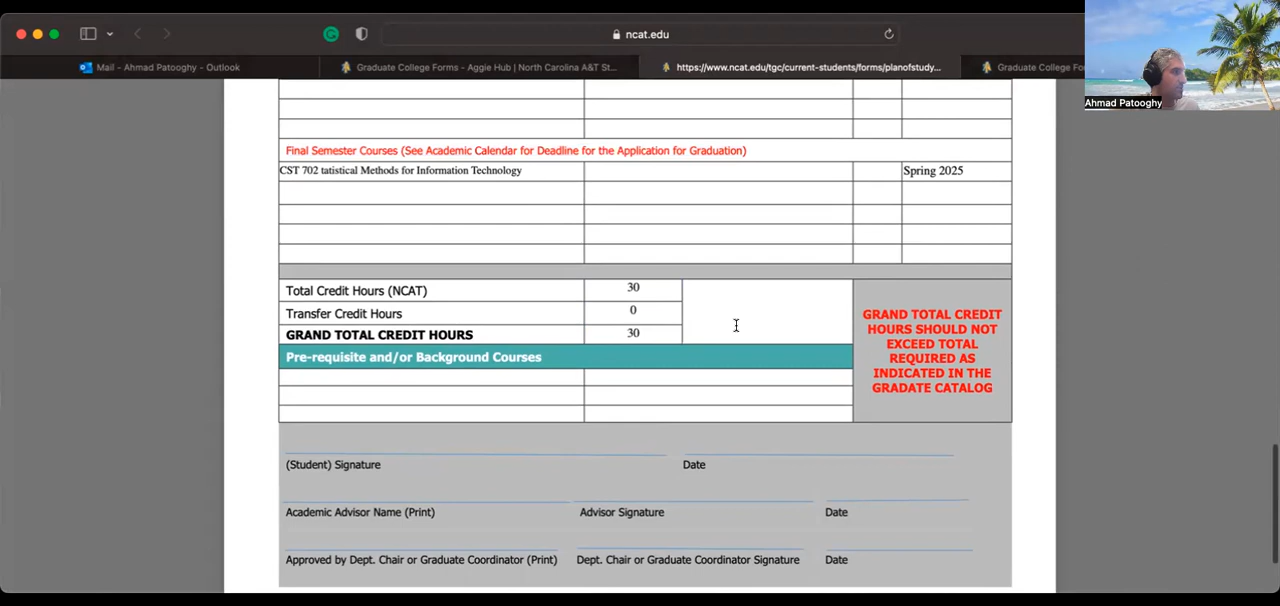 ncat.edu
Mail - Ahmad Patooghy - Outlook
Graduate College Forms - Aggie Hub | North Carolina A&T St...
https://www.ncat.edu/tgc/current-students/forms/planofstudy...
Graduate College Fo
Ahmad Patooghy
Final Semester Courses (See Academic Calendar for Deadline for the Application for Graduation)
CST 702 tatistical Methods for Information Technology Spring 2025
Total Credit Hours (NCAT) 30
Transfer Credit Hours 0
GRAND TOTAL CREDIT HOURS 30
GRAND TOTAL CREDIT
HOURS SHOULD NOT
EXCEED TOTAL
REQUIRED AS
INDICATED IN THE
GRADATE CATALOG
Pre-requisite and/or Background Courses
(Student) Signature Date
Academic Advisor Name (Print) Advisor Signature Date
Approved by Dept. Chair or Graduate Coordinator (Print) Dept. Chair or Graduate Coordinator Signature Date